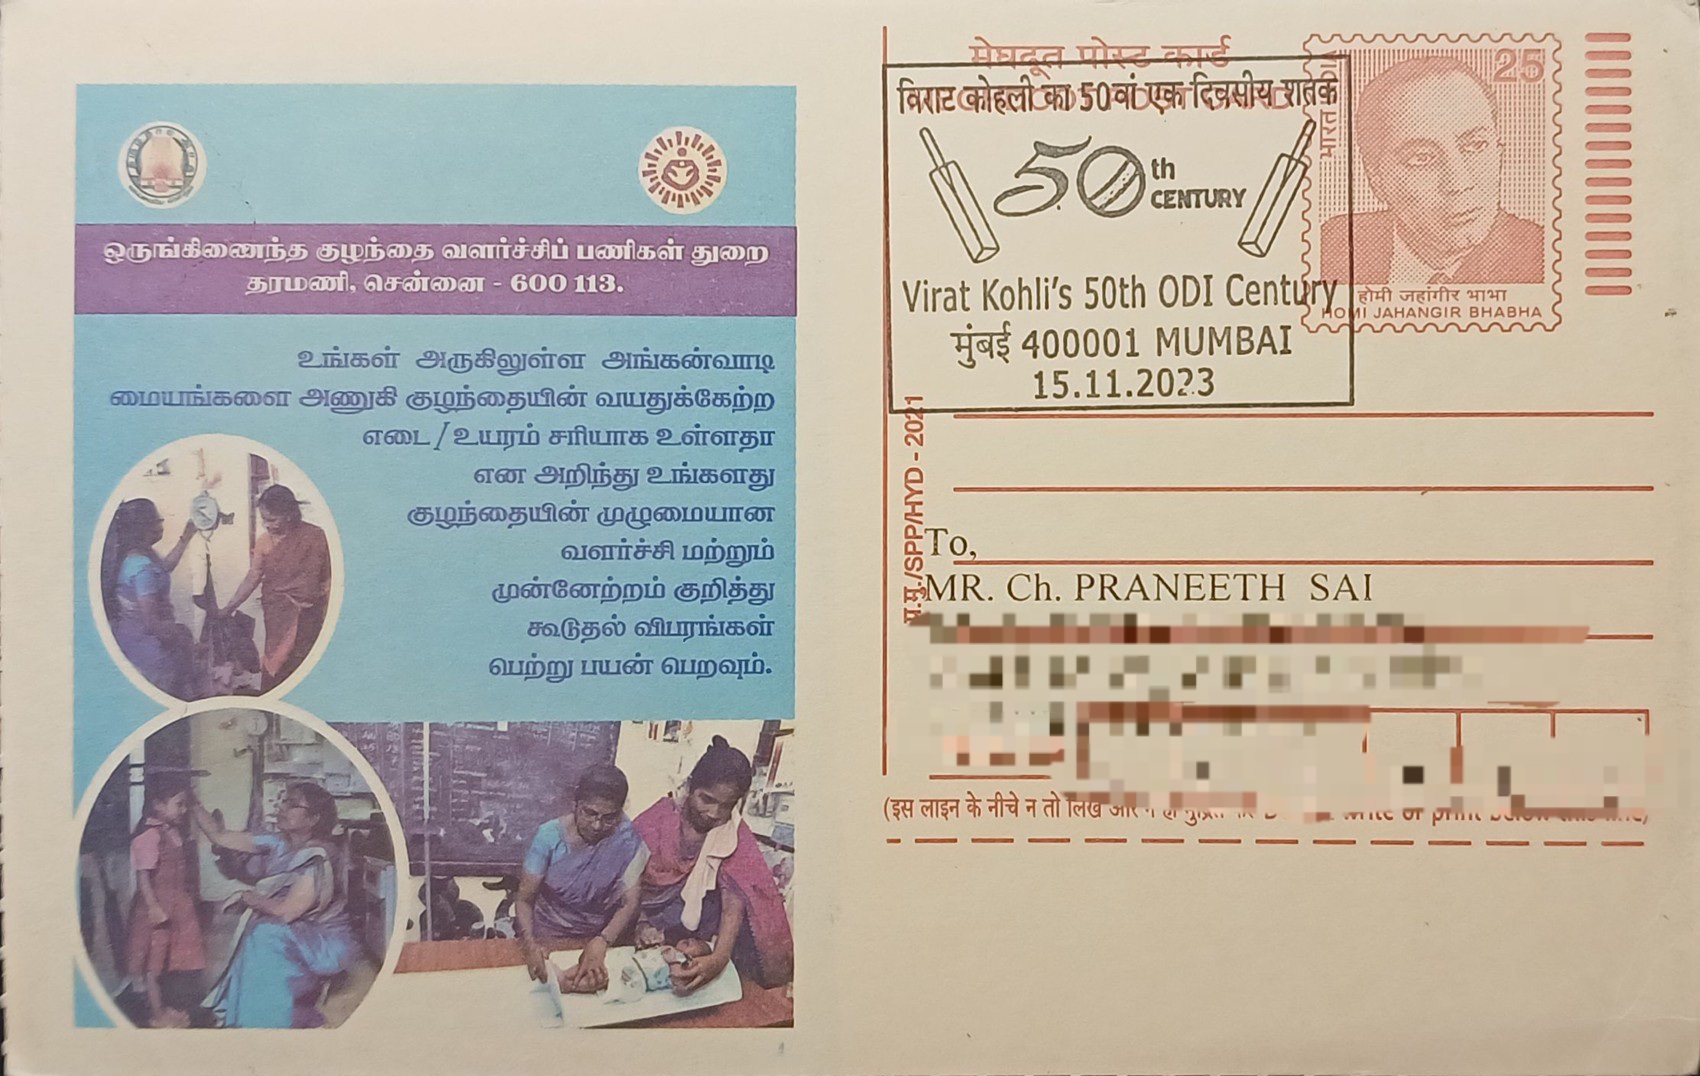 ஒருங்கிணைந்த குழந்தை வளர்ச்சிப் பணிகள் துறை
தரமணி, சென்னை - 600 113.
உங்கள் அருகிலுள்ள அங்கன்வாடி
மையங்களை அணுகி குழந்தையின் வயதுக்கேற்ற
எடை / உயரம் சரியாக உள்ளதா
என அறிந்து உங்களது
குழந்தையின் முழுமையான
வளர்ச்சி மற்றும்
முன்னேற்றம் குறித்து
கூடுதல் விபரங்கள்
பெற்று பயன் பெறவும்.
मेघदूत पोस्ट कार्ड
विराट कोहली का 50वां एक दिवसीय शतक
50th
CENTURY
Virat Kohli's 50th ODI Century
मुंबई 400001 MUMBAI
15.11.2023
25
भारत INDIA
होमी जहांगीर भाभा
HOMI JAHANGIR BHABHA
प्र.मु./SPP/HYD - 2021
To,
MR. Ch. PRANEETH SAI
(इस लाइन के नीचे न तो लिखें और न ही मुद्रित write or print below this line)